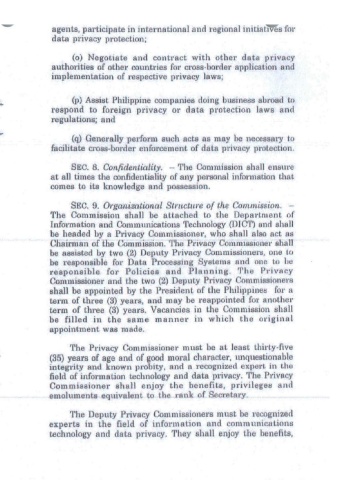 agents, participate in international and regional initiatives for
data privacy protection;
(o) Negotiate and contract with other data privacy
authorities of other countries for cross-border application and
implementation of respective privacy laws;
(p) Assist Philippine companies doing business abroad to
respond to foreign privacy or data protection laws and
regulations; and
(q) Generally perform such acts as may be necessary to
facilitate cross-border enforcement of data privacy protection.
SEC. 8. Confidentiality. – The Commission shall ensure
at all times the confidentiality of any personal information that
comes to its knowledge and possession.
SEC. 9. Organizational Structure of the Commission. –
The Commission shall be attached to the Department of
Information and Communications Technology (DICT) and shall
be headed by a Privacy Commissioner, who shall also act as
Chairman of the Commission. The Privacy Commissioner shall
be assisted by two (2) Deputy Privacy Commissioners, one to
be responsible for Data Processing Systems and one to be
responsible for Policies and Planning. The Privacy
Commissioner and the two (2) Deputy Privacy Commissioners
shall be appointed by the President of the Philippines for a
term of three (3) years, and may be reappointed for another
term of three (3) years. Vacancies in the Commission shall
be filled in the same manner in which the original
appointment was made.
The Privacy Commissioner must be at least thirty-five
(35) years of age and of good moral character, unquestionable
integrity and known probity, and a recognized expert in the
field of information technology and data privacy. The Privacy
Commissioner shall enjoy the benefits, privileges and
emoluments equivalent to the rank of Secretary.
The Deputy Privacy Commissioners must be recognized
experts in the field of information and communications
technology and data privacy. They shall enjoy the benefits,